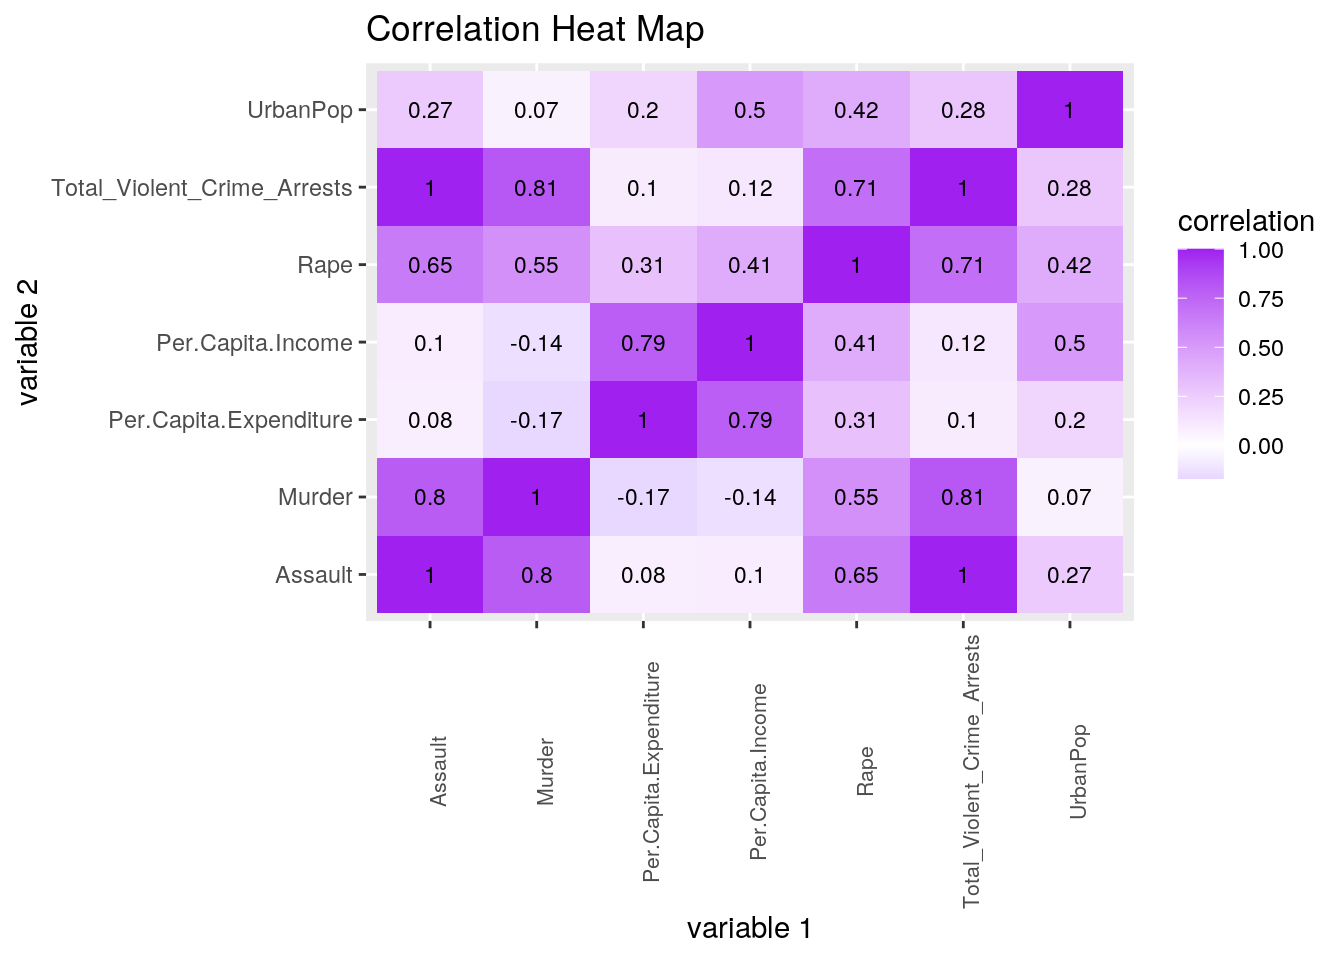 Correlation Heat Map
variable 2
UrbanPop 0.27 0.07 0.2 0.5 0.42 0.28 1
Total_Violent_Crime_Arrests 1 0.81 0.1 0.12 0.71 1 0.28
Rape 0.65 0.55 0.31 0.41 1 0.71 0.42
Per.Capita.Income 0.1 -0.14 0.79 1 0.41 0.12 0.5
Per.Capita.Expenditure 0.08 -0.17 1 0.79 0.31 0.1 0.2
Murder 0.8 1 -0.17 -0.14 0.55 0.81 0.07
Assault 1 0.8 0.08 0.1 0.65 1 0.27
Assault
Murder
Per.Capita.Expenditure
Per.Capita.Income
Rape
Total_Violent_Crime_Arrests
UrbanPop
variable 1
correlation
1.00
0.75
0.50
0.25
0.00